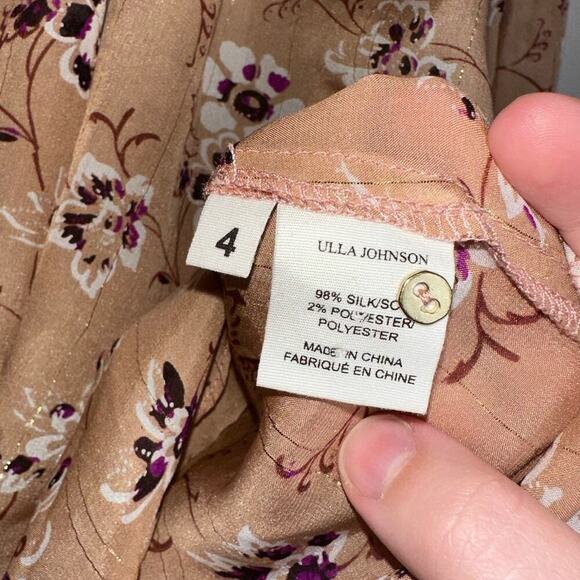 4
ULLA JOHNSON
98% SILK/SO
2% POLYESTER/
POLYESTER
MADE IN CHINA
FABRIQUÉ EN CHINE